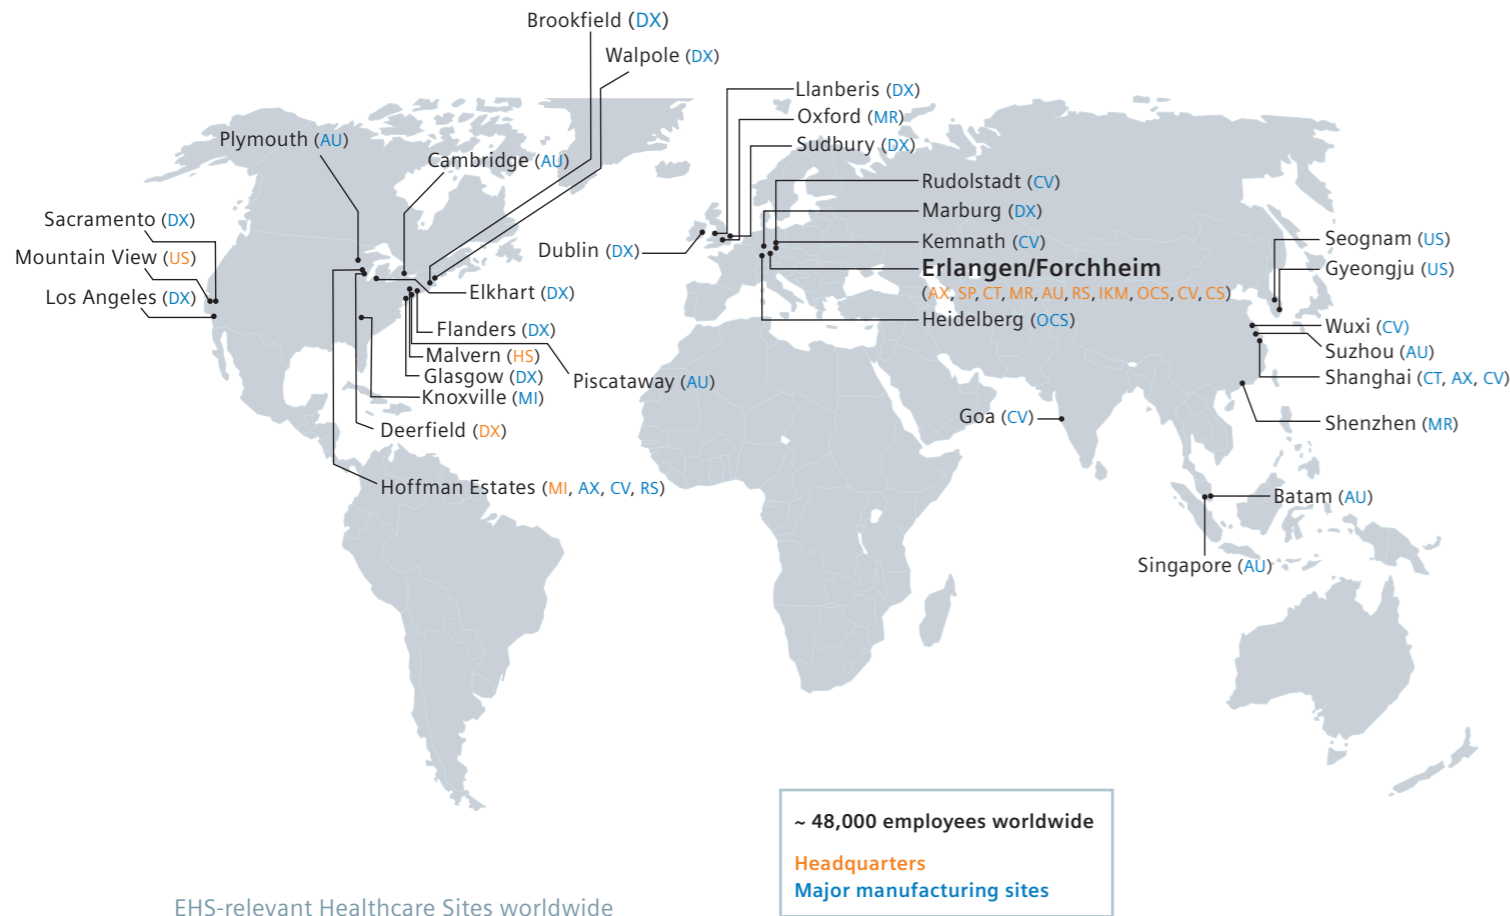 Brookfield (DX)
Walpole (DX)
Llanberis (DX)
Oxford (MR)
Plymouth (AU)
Sudbury (DX)
Cambridge (AU)
Rudolstadt (CV)
Marburg (DX)
Sacramento (DX)
Seognam (US)
Kemnath (CV)
Dublin (DX)
Mountain View (US)
Erlangen/Forchheim
Gyeongju (US)
(AX, SP, CT, MR, AU, RS, IKM, OCS, CV, CS)
Los Angeles (DX)
Elkhart (DX)
Heidelberg (OCS)
Wuxi (CV)
Flanders (DX)
Suzhou (AU)
Malvern (HS)
Glasgow (DX)
Shanghai (CT, AX, CV)
Piscataway (AU)
Knoxville (MI)
Goa (CV)
Shenzhen (MR)
Deerfield (DX)
Hoffman Estates (MI, AX, CV, RS)
Batam (AU)
Singapore (AU)
~ 48,000 employees worldwide
Headquarters
Major manufacturing sites
EHS-relevant Healthcare Sites worldwide